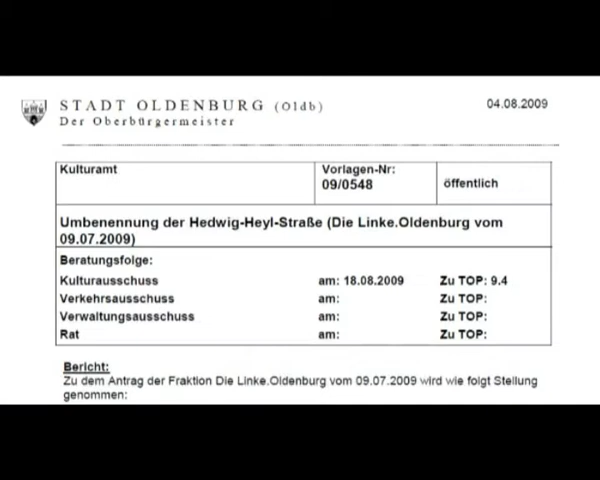 STADT OLDENBURG (Oldb)
Der Oberbürgermeister
04.08.2009
Kulturamt
Vorlagen-Nr:
09/0548
öffentlich
Umbenennung der Hedwig-Heyl-Straße (Die Linke.Oldenburg vom
09.07.2009)
Beratungsfolge:
Kulturausschuss am: 18.08.2009 Zu TOP: 9.4
Verkehrsausschuss am: Zu TOP:
Verwaltungsausschuss am: Zu TOP:
Rat am: Zu TOP:
Bericht:
Zu dem Antrag der Fraktion Die Linke.Oldenburg vom 09.07.2009 wird wie folgt Stellung
genommen: